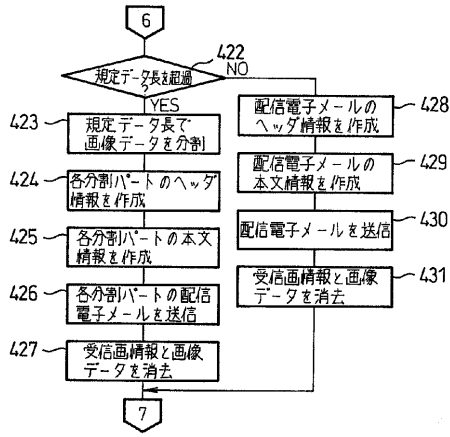 6
422
規定データ長を超過
?
NO
YES
423
規定データ長で
画像データを分割
424
各分割パートのヘッダ
情報を作成
425
各分割パートの本文
情報を作成
426
各分割パートの配信
電子メールを送信
427
受信画情報と画像
データを消去
428
配信電子メールの
ヘッダ情報を作成
429
配信電子メールの
本文情報を作成
430
配信電子メールを送信
431
受信画情報と画像
データを消去
7